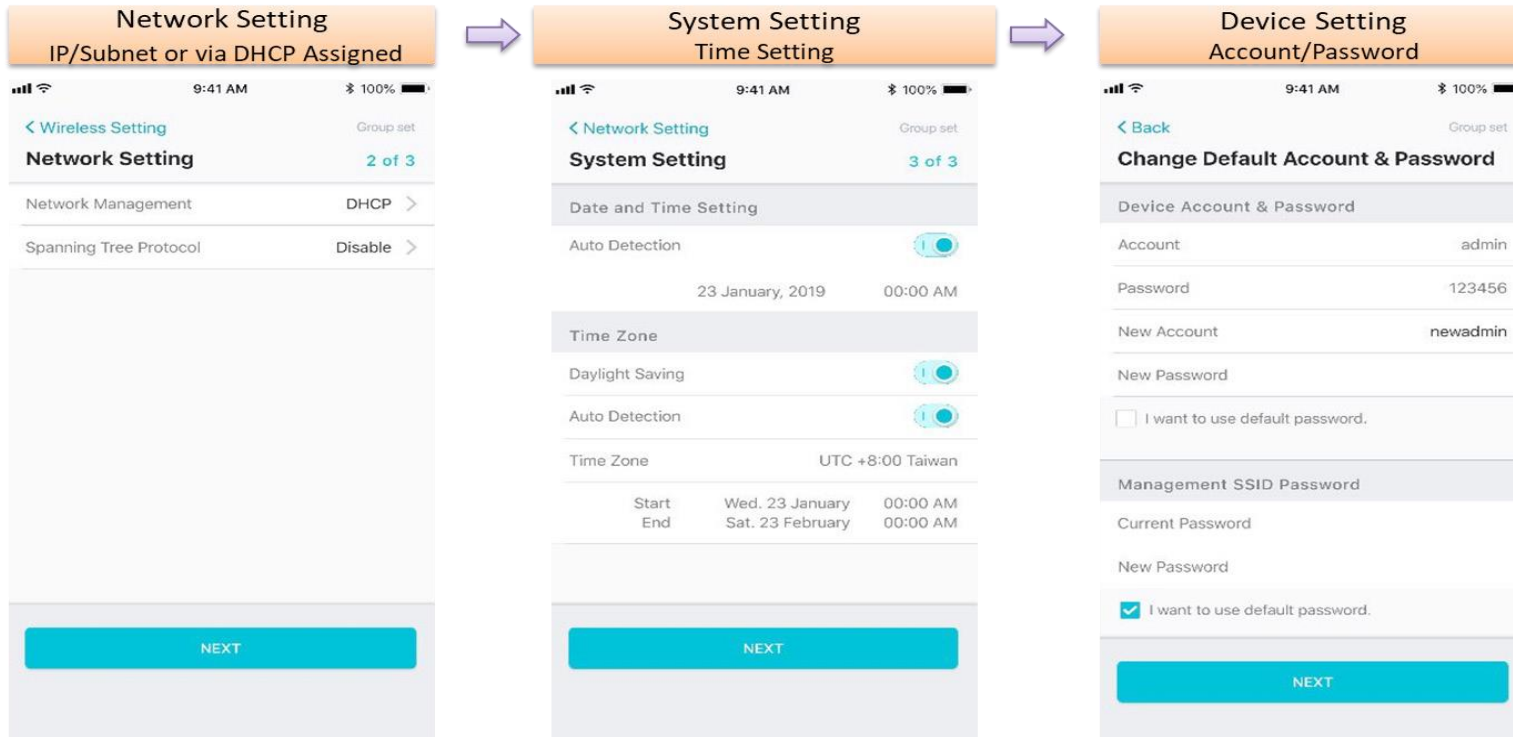 Network Setting
IP/Subnet or via DHCP Assigned
9:41 AM
100%
Wireless Setting
Group set
Network Setting
2 of 3
Network Management
DHCP
Spanning Tree Protocol
Disable
NEXT
System Setting
Time Setting
9:41 AM
100%
Network Setting
Group set
System Setting
3 of 3
Date and Time Setting
Auto Detection
23 January, 2019 00:00 AM
Time Zone
Daylight Saving
Auto Detection
Time Zone UTC +8:00 Taiwan
Start Wed. 23 January 00:00 AM
End Sat. 23 February 00:00 AM
NEXT
Device Setting
Account/Password
9:41 AM
100%
Back
Group set
Change Default Account & Password
Device Account & Password
Account admin
Password 123456
New Account newadmin
New Password
I want to use default password.
Management SSID Password
Current Password
New Password
I want to use default password.
NEXT